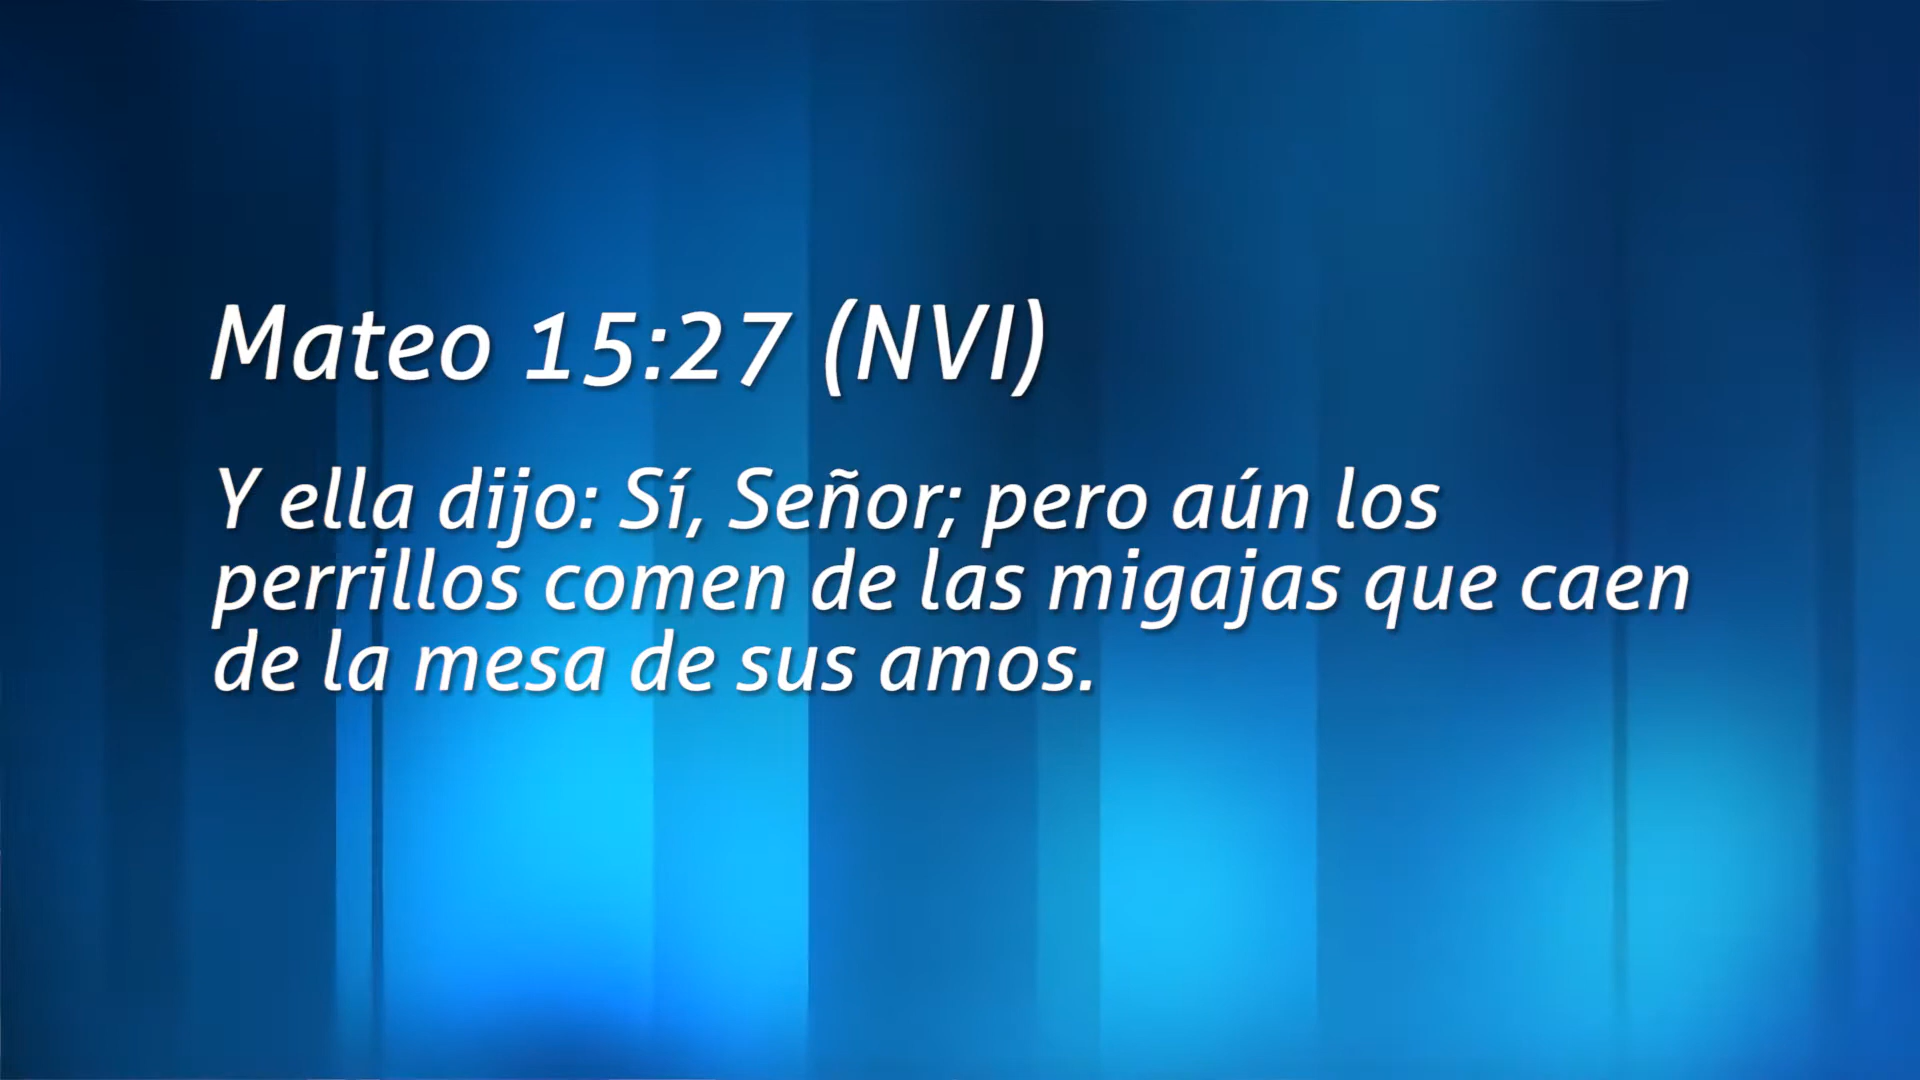 Mateo 15:27 (NVI)
Y ella dijo: Sí, Señor; pero aún los
perrillos comen de las migajas que caen
de la mesa de sus amos.